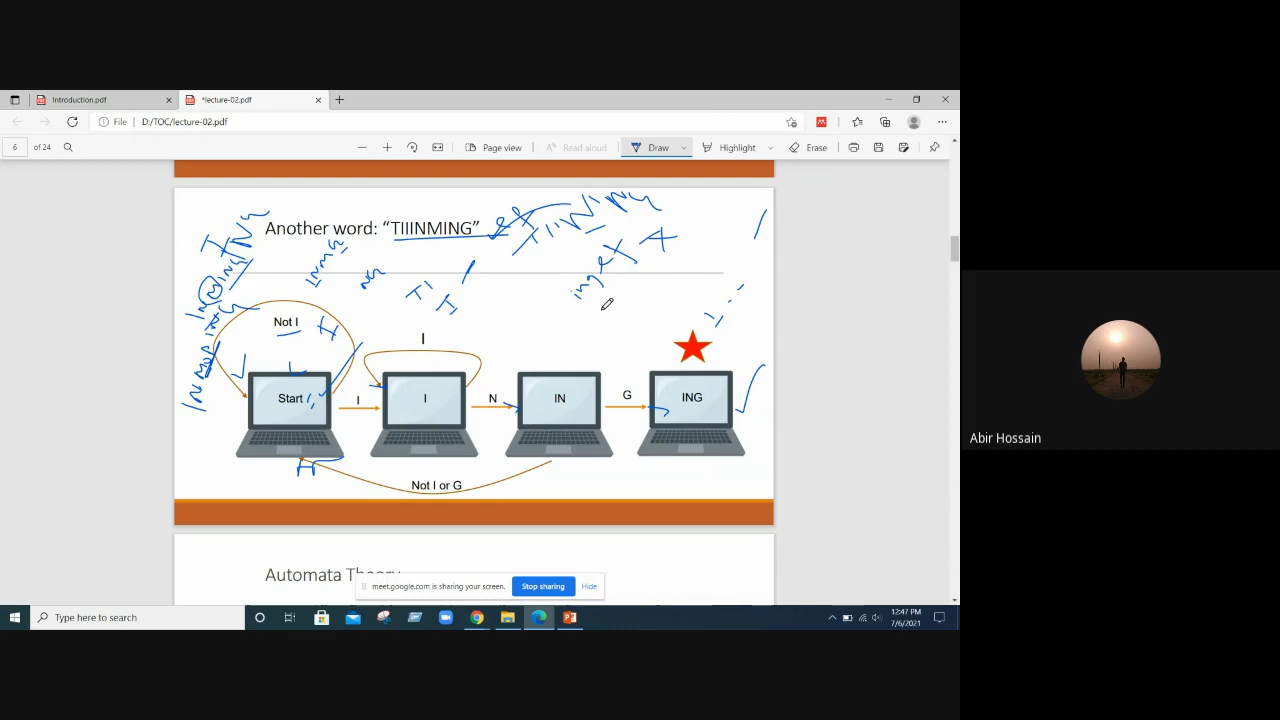 Introduction.pdf
*lecture-02.pdf
File
D:/TOC/lecture-02.pdf
6 of 24
Page view
Read aloud
Draw
Highlight
Erase
Another word: “TIIINMING”
Not I
I
I
N
G
Start
I
IN
ING
Not I or G
Automata Theory
meet.google.com is sharing your screen.
Stop sharing
Hide
Type here to search
12:47 PM
7/6/2021
Abir Hossain